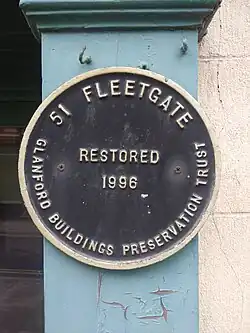 51 FLEETGATE
RESTORED
1996
GLANFORD BUILDINGS PRESERVATION TRUST